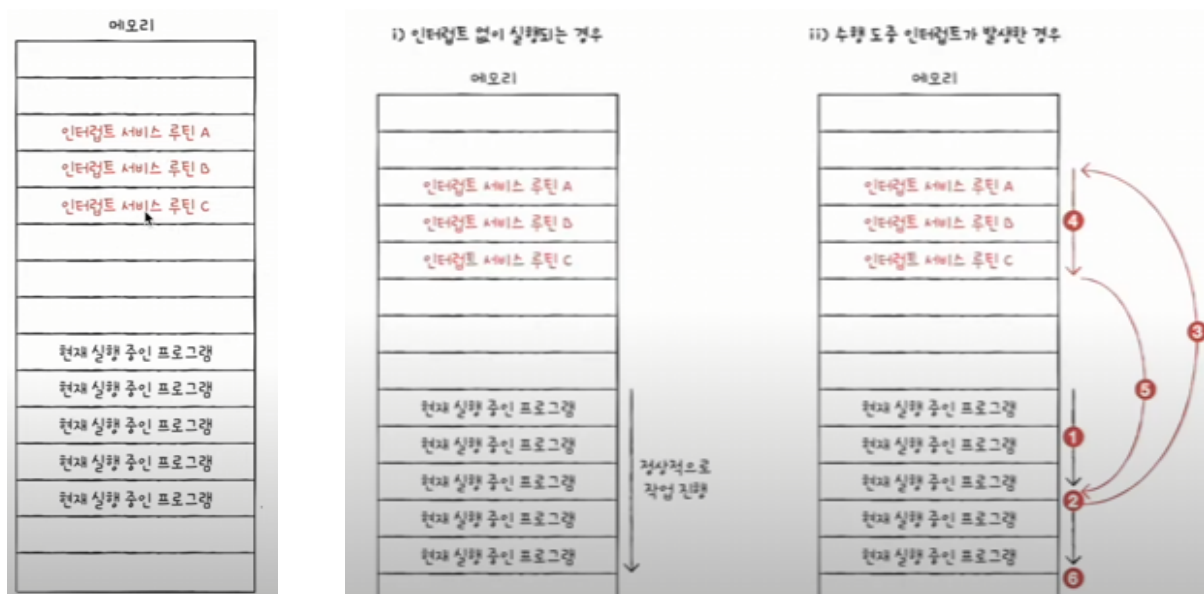 메모리
인터럽트 서비스 루틴 A
인터럽트 서비스 루틴 B
인터럽트 서비스 루틴 C
현재 실행 중인 프로그램
현재 실행 중인 프로그램
현재 실행 중인 프로그램
현재 실행 중인 프로그램
현재 실행 중인 프로그램
i) 인터럽트 없이 실행되는 경우
메모리
인터럽트 서비스 루틴 A
인터럽트 서비스 루틴 B
인터럽트 서비스 루틴 C
현재 실행 중인 프로그램
현재 실행 중인 프로그램
현재 실행 중인 프로그램
현재 실행 중인 프로그램
현재 실행 중인 프로그램
정상적으로
작업 진행
ii) 수행 도중 인터럽트가 발생한 경우
메모리
인터럽트 서비스 루틴 A
인터럽트 서비스 루틴 B
인터럽트 서비스 루틴 C
4
3
5
현재 실행 중인 프로그램
현재 실행 중인 프로그램
1
현재 실행 중인 프로그램
2
현재 실행 중인 프로그램
현재 실행 중인 프로그램
6